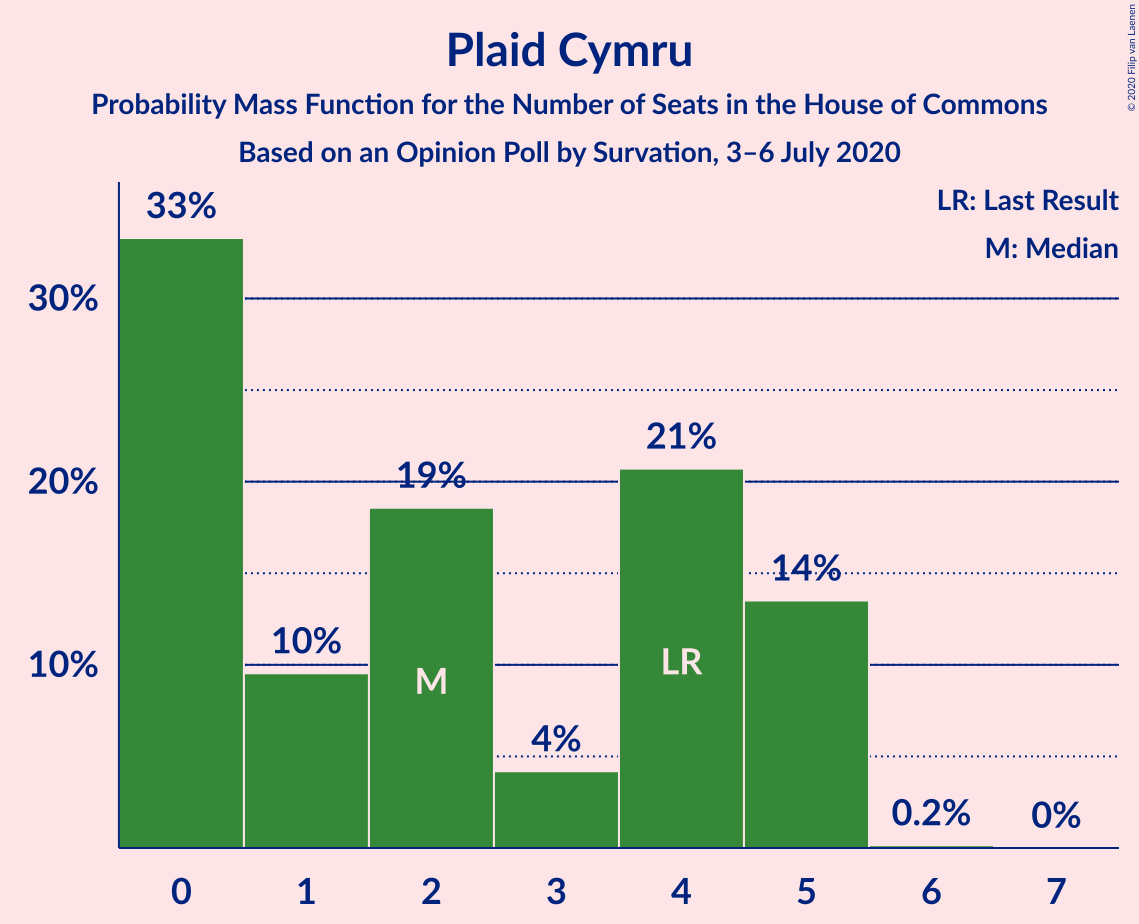 Plaid Cymru
Probability Mass Function for the Number of Seats in the House of Commons
Based on an Opinion Poll by Survation, 3–6 July 2020
© 2020 Filip van Laenen
LR: Last Result
M: Median
33%
30%
21%
20%
19%
14%
10%
10%
LR
M
4%
0.2%
0%
0 1 2 3 4 5 6 7